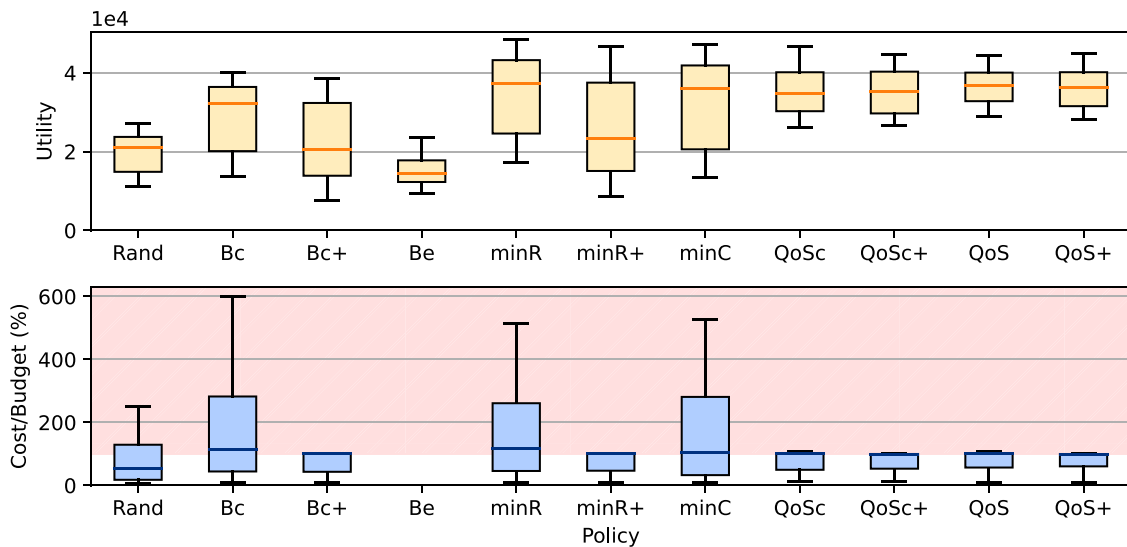 1e4
4
2
0
Utility
Rand Bc Bc+ Be minR minR+ minC QoSc QoSc+ QoS QoS+
600
400
200
0
Cost/Budget (%)
Rand Bc Bc+ Be minR minR+ minC QoSc QoSc+ QoS QoS+
Policy